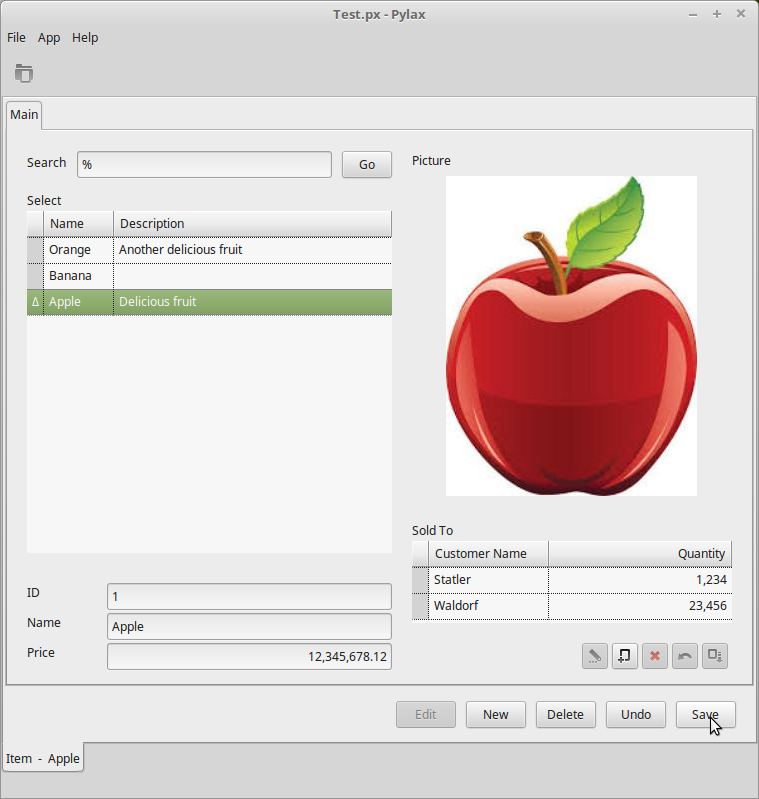 Test.px - Pylax
File App Help
Main
Search % Go
Picture
Select
Name Description
Orange Another delicious fruit
Banana
Δ Apple Delicious fruit
Sold To
Customer Name Quantity
Statler 1,234
Waldorf 23,456
ID 1
Name Apple
Price 12,345,678.12
Edit New Delete Undo Save
Item - Apple